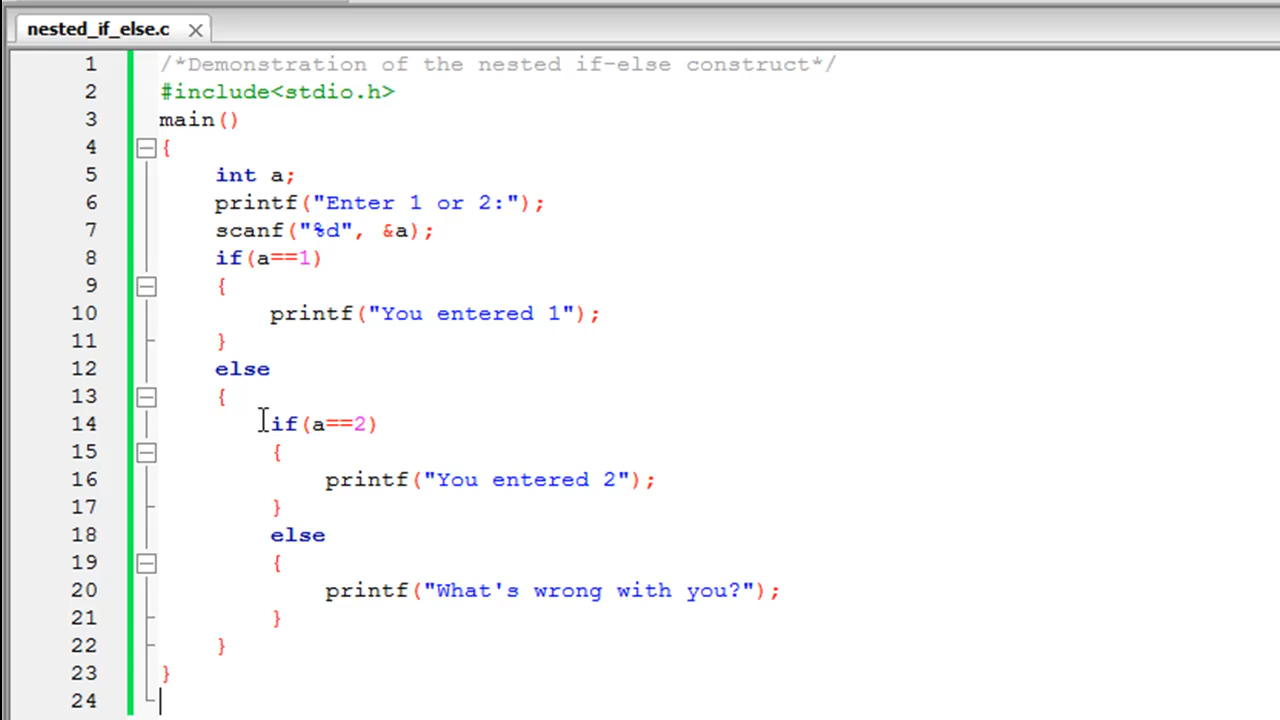 nested_if_else.c
1 /*Demonstration of the nested if-else construct*/
2 #include<stdio.h>
3 main()
4 {
5 int a;
6 printf("Enter 1 or 2:");
7 scanf("%d", &a);
8 if(a==1)
9 {
10 printf("You entered 1");
11 }
12 else
13 {
14 if(a==2)
15 {
16 printf("You entered 2");
17 }
18 else
19 {
20 printf("What's wrong with you?");
21 }
22 }
23 }
24